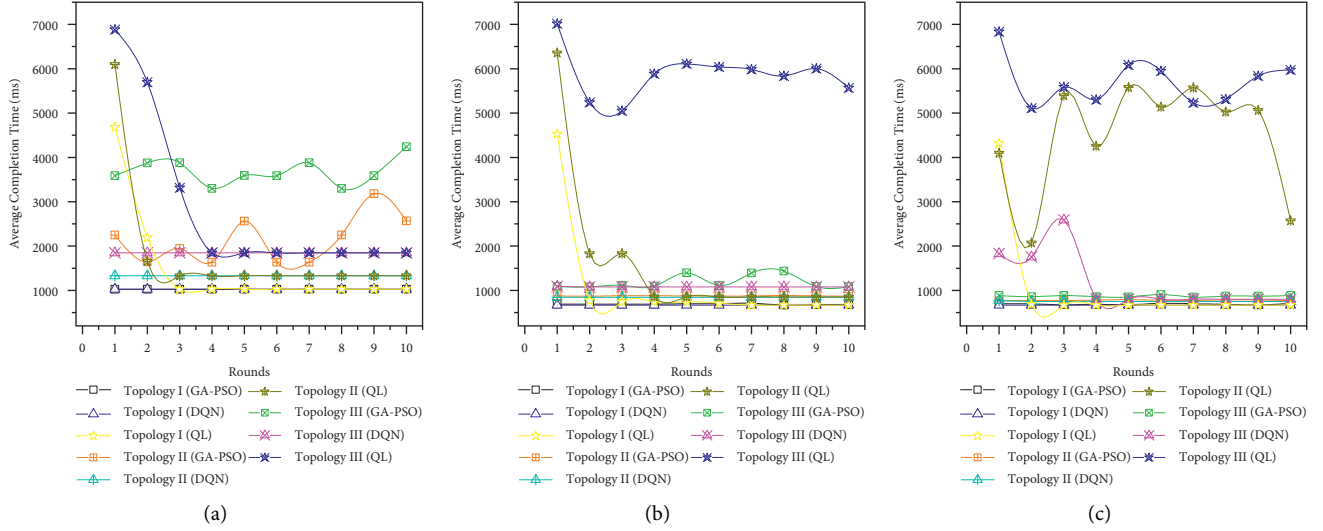 7000
6000
5000
4000
3000
2000
1000
Average Completion Time (ms)
0 1 2 3 4 5 6 7 8 9 10
Rounds
Topology I (GA-PSO)
Topology I (DQN)
Topology I (QL)
Topology II (GA-PSO)
Topology II (DQN)
Topology II (QL)
Topology III (GA-PSO)
Topology III (DQN)
Topology III (QL)
(a)
7000
6000
5000
4000
3000
2000
1000
Average Completion Time (ms)
0 1 2 3 4 5 6 7 8 9 10
Rounds
Topology I (GA-PSO)
Topology I (DQN)
Topology I (QL)
Topology II (GA-PSO)
Topology II (DQN)
Topology II (QL)
Topology III (GA-PSO)
Topology III (DQN)
Topology III (QL)
(b)
7000
6000
5000
4000
3000
2000
1000
Average Completion Time (ms)
0 1 2 3 4 5 6 7 8 9 10
Rounds
Topology I (GA-PSO)
Topology I (DQN)
Topology I (QL)
Topology II (GA-PSO)
Topology II (DQN)
Topology II (QL)
Topology III (GA-PSO)
Topology III (DQN)
Topology III (QL)
(c)